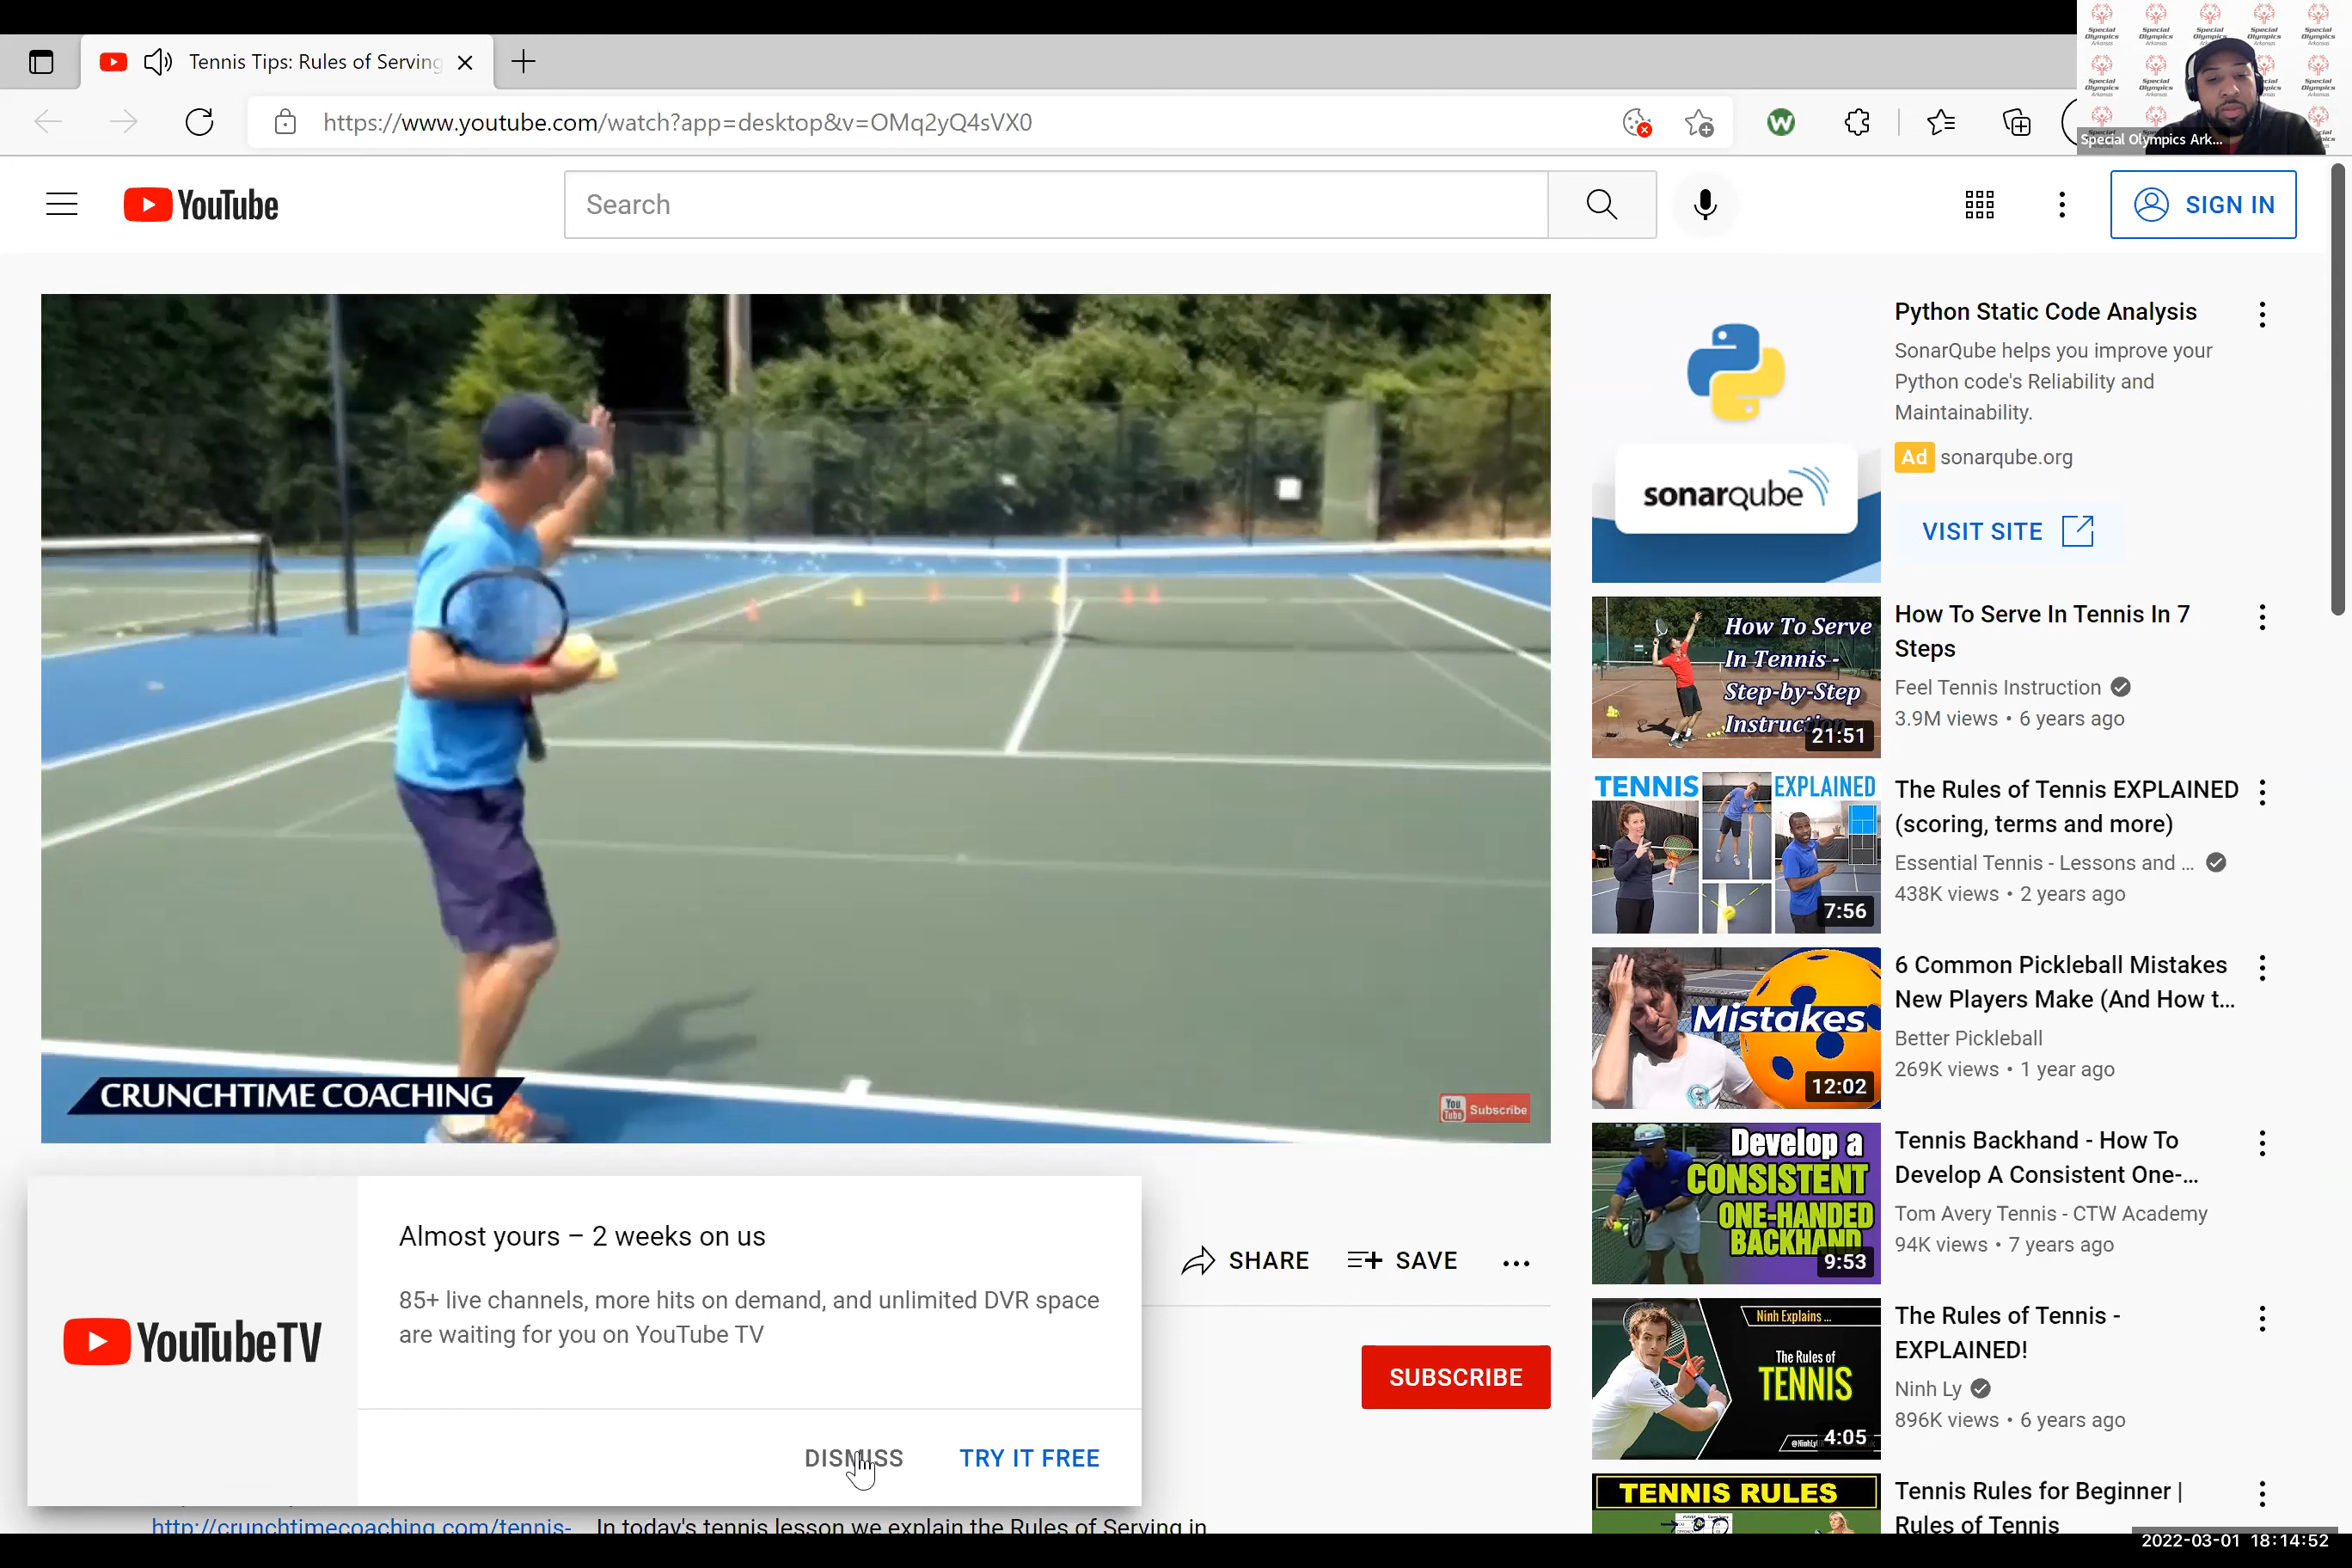 Tennis Tips: Rules of Serving
https://www.youtube.com/watch?app=desktop&v=OMq2yQ4sVX0
W
Special Olympics Arkansas
Special Olympics Ark...
YouTube
Search
SIGN IN
CRUNCHTIME COACHING
You Tube Subscribe
sonarqube
Python Static Code Analysis
SonarQube helps you improve your
Python code's Reliability and
Maintainability.
Ad sonarqube.org
VISIT SITE
How To Serve
In Tennis -
Step-by-Step
21:51
How To Serve In Tennis In 7
Steps
Feel Tennis Instruction
3.9M views • 6 years ago
TENNIS EXPLAINED
7:56
The Rules of Tennis EXPLAINED
(scoring, terms and more)
Essential Tennis - Lessons and ...
438K views • 2 years ago
Mistakes
12:02
6 Common Pickleball Mistakes
New Players Make (And How t...
Better Pickleball
269K views • 1 year ago
Develop a
CONSISTENT
ONE-HANDED
BACKHAND
9:53
Tennis Backhand - How To
Develop A Consistent One-...
Tom Avery Tennis - CTW Academy
94K views • 7 years ago
Ninh Explains ...
The Rules of
TENNIS
4:05
The Rules of Tennis -
EXPLAINED!
Ninh Ly
896K views • 6 years ago
TENNIS RULES
Tennis Rules for Beginner |
Rules of Tennis
YouTubeTV
Almost yours – 2 weeks on us
85+ live channels, more hits on demand, and unlimited DVR space
are waiting for you on YouTube TV
DISMISS
TRY IT FREE
SHARE
SAVE
SUBSCRIBE
http://crunchtimecoaching.com/tennis-
In today's tennis lesson we explain the Rules of Serving in
2022-03-01 18:14:52